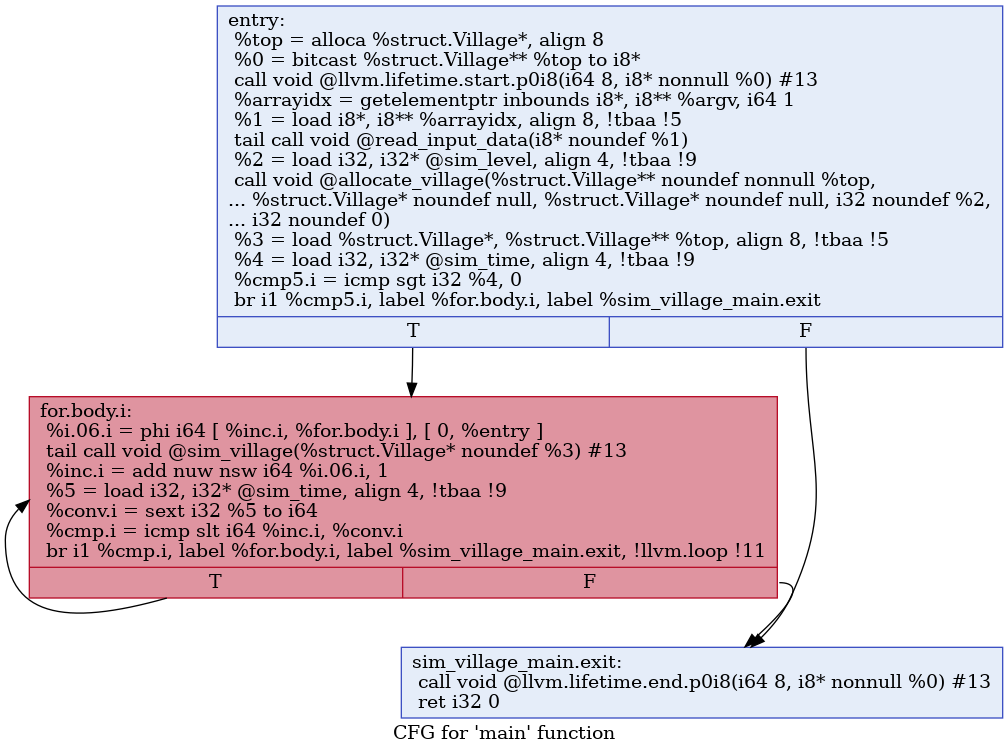 entry:
%top = alloca %struct.Village*, align 8
%0 = bitcast %struct.Village** %top to i8*
call void @llvm.lifetime.start.p0i8(i64 8, i8* nonnull %0) #13
%arrayidx = getelementptr inbounds i8*, i8** %argv, i64 1
%1 = load i8*, i8** %arrayidx, align 8, !tbaa !5
tail call void @read_input_data(i8* noundef %1)
%2 = load i32, i32* @sim_level, align 4, !tbaa !9
call void @allocate_village(%struct.Village** noundef nonnull %top,
... %struct.Village* noundef null, %struct.Village* noundef null, i32 noundef %2,
... i32 noundef 0)
%3 = load %struct.Village*, %struct.Village** %top, align 8, !tbaa !5
%4 = load i32, i32* @sim_time, align 4, !tbaa !9
%cmp5.i = icmp sgt i32 %4, 0
br i1 %cmp5.i, label %for.body.i, label %sim_village_main.exit
T F
for.body.i:
%i.06.i = phi i64 [ %inc.i, %for.body.i ], [ 0, %entry ]
tail call void @sim_village(%struct.Village* noundef %3) #13
%inc.i = add nuw nsw i64 %i.06.i, 1
%5 = load i32, i32* @sim_time, align 4, !tbaa !9
%conv.i = sext i32 %5 to i64
%cmp.i = icmp slt i64 %inc.i, %conv.i
br i1 %cmp.i, label %for.body.i, label %sim_village_main.exit, !llvm.loop !11
T F
sim_village_main.exit:
call void @llvm.lifetime.end.p0i8(i64 8, i8* nonnull %0) #13
ret i32 0
CFG for 'main' function